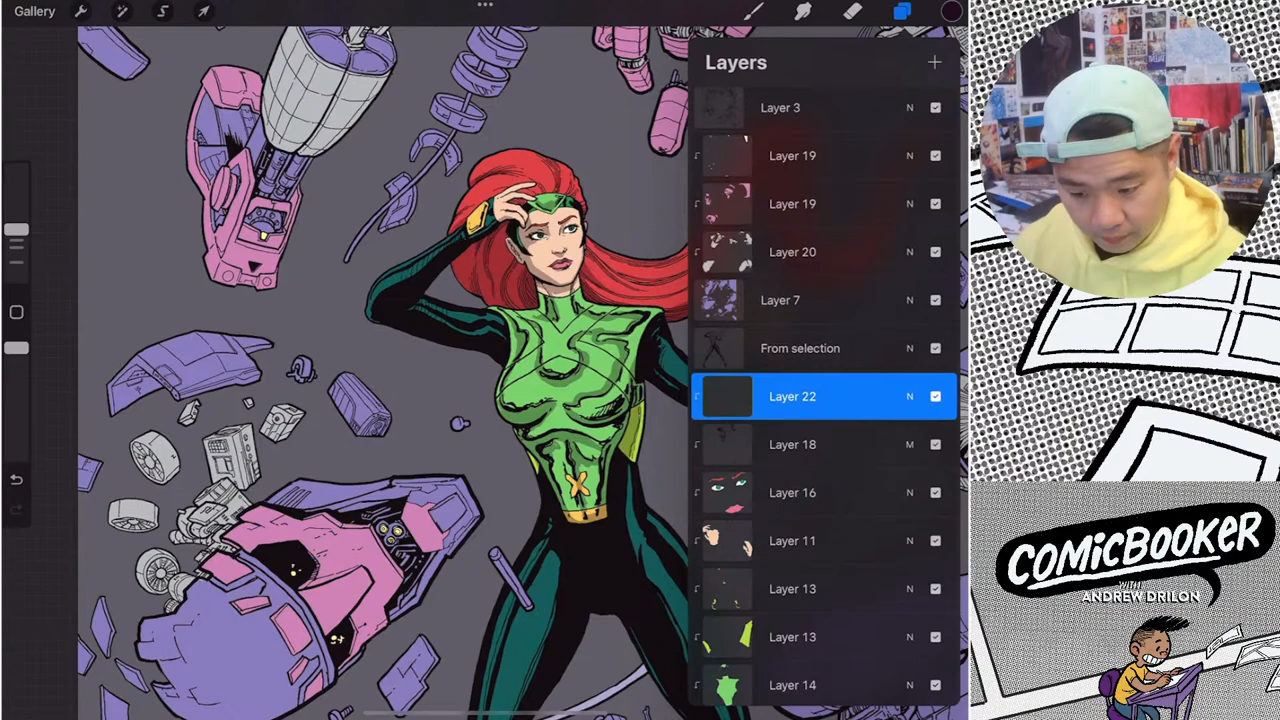 Gallery
Layers
Layer 3 N
Layer 19 N
Layer 19 N
Layer 20 N
Layer 7 N
From selection N
Layer 22 N
Layer 18 M
Layer 16 N
Layer 11 N
Layer 13 N
Layer 13 N
Layer 14 N
COMiCBOOKER
WITH
ANDREW DRILON